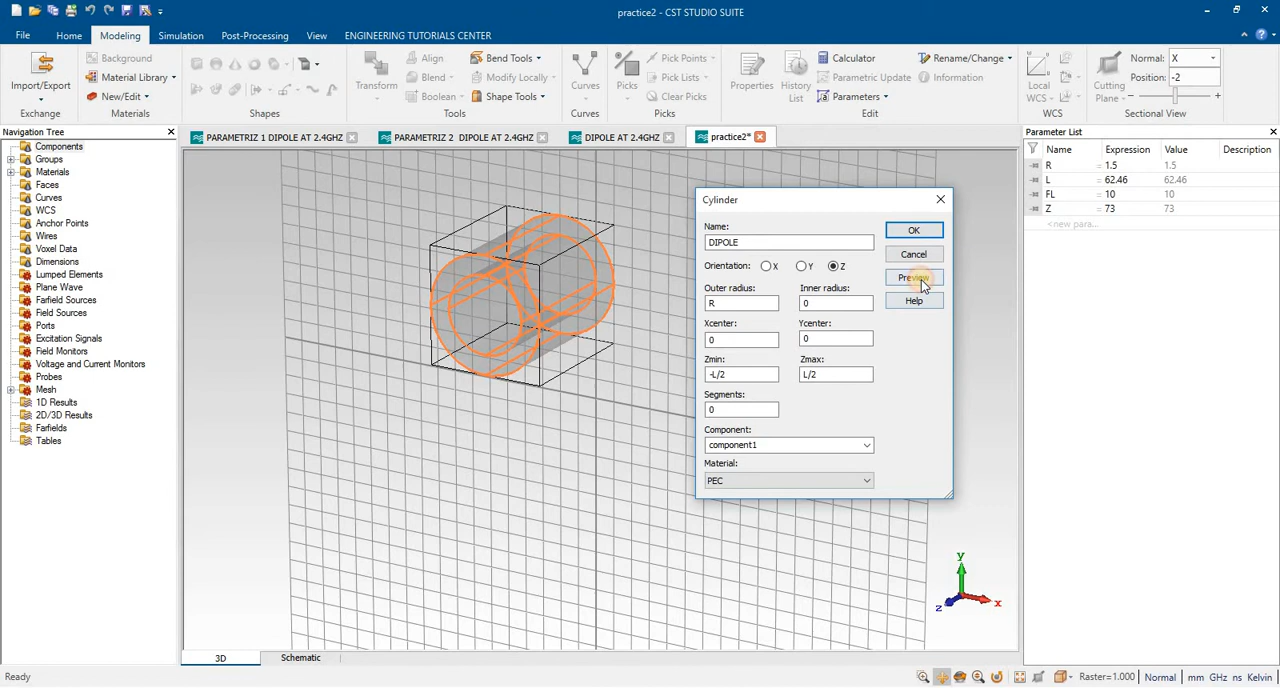 practice2 - CST STUDIO SUITE
File
Home
Modeling
Simulation
Post-Processing
View
ENGINEERING TUTORIALS CENTER
Import/Export
Exchange
Background
Material Library
New/Edit
Materials
Shapes
Transform
Align
Blend
Boolean
Bend Tools
Modify Locally
Shape Tools
Tools
Curves
Curves
Picks
Pick Points
Pick Lists
Clear Picks
Picks
Properties
History List
Calculator
Parametric Update
Parameters
Rename/Change
Information
Edit
Local WCS
WCS
Cutting Plane
Normal: X
Position: -2
Sectional View
Navigation Tree
Components
Groups
Materials
Faces
Curves
WCS
Anchor Points
Wires
Voxel Data
Dimensions
Lumped Elements
Plane Wave
Farfield Sources
Field Sources
Ports
Excitation Signals
Field Monitors
Voltage and Current Monitors
Probes
Mesh
1D Results
2D/3D Results
Farfields
Tables
PARAMETRIZ 1 DIPOLE AT 2.4GHZ
PARAMETRIZ 2 DIPOLE AT 2.4GHZ
DIPOLE AT 2.4GHZ
practice2*
Cylinder
Name:
DIPOLE
Orientation: X Y Z
Outer radius: Inner radius:
R 0
Xcenter: Ycenter:
0 0
Zmin: Zmax:
-L/2 L/2
Segments:
0
Component:
component1
Material:
PEC
OK
Cancel
Preview
Help
y
x
z
3D
Schematic
Parameter List
Name Expression Value Description
R = 1.5 1.5
L = 62.46 62.46
FL = 10 10
Z = 73 73
<new para...
Ready
Raster=1.000 Normal mm GHz ns Kelvin